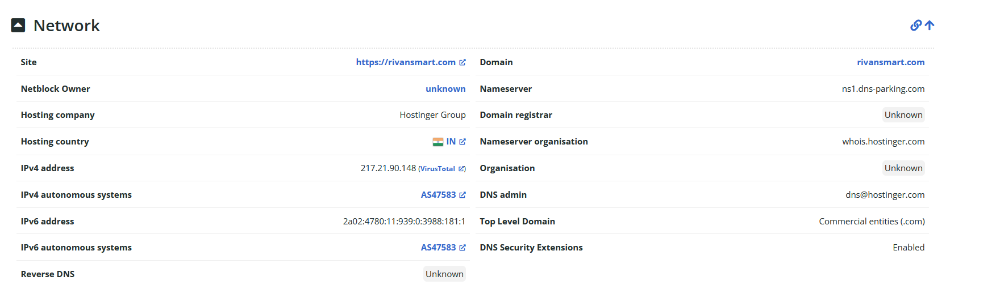 Network
Site https://rivansmart.com Domain rivansmart.com
Netblock Owner unknown Nameserver ns1.dns-parking.com
Hosting company Hostinger Group Domain registrar Unknown
Hosting country IN Nameserver organisation whois.hostinger.com
IPv4 address 217.21.90.148 (VirusTotal) Organisation Unknown
IPv4 autonomous systems AS47583 DNS admin dns@hostinger.com
IPv6 address 2a02:4780:11:939:0:3988:181:1 Top Level Domain Commercial entities (.com)
IPv6 autonomous systems AS47583 DNS Security Extensions Enabled
Reverse DNS Unknown